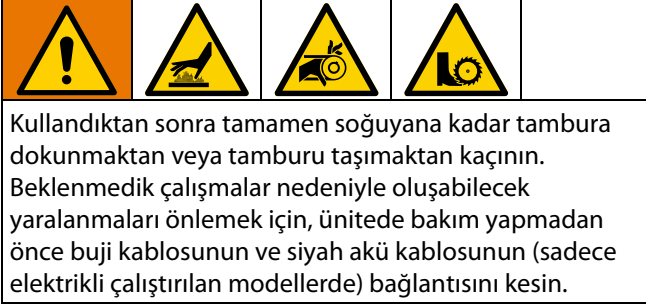 Kullandıktan sonra tamamen soğuyana kadar tambura
dokunmaktan veya tamburu taşımaktan kaçının.
Beklenmedik çalışmalar nedeniyle oluşabilecek
yaralanmaları önlemek için, ünitede bakım yapmadan
önce buji kablosunun ve siyah akü kablosunun (sadece
elektrikli çalıştırılan modellerde) bağlantısını kesin.